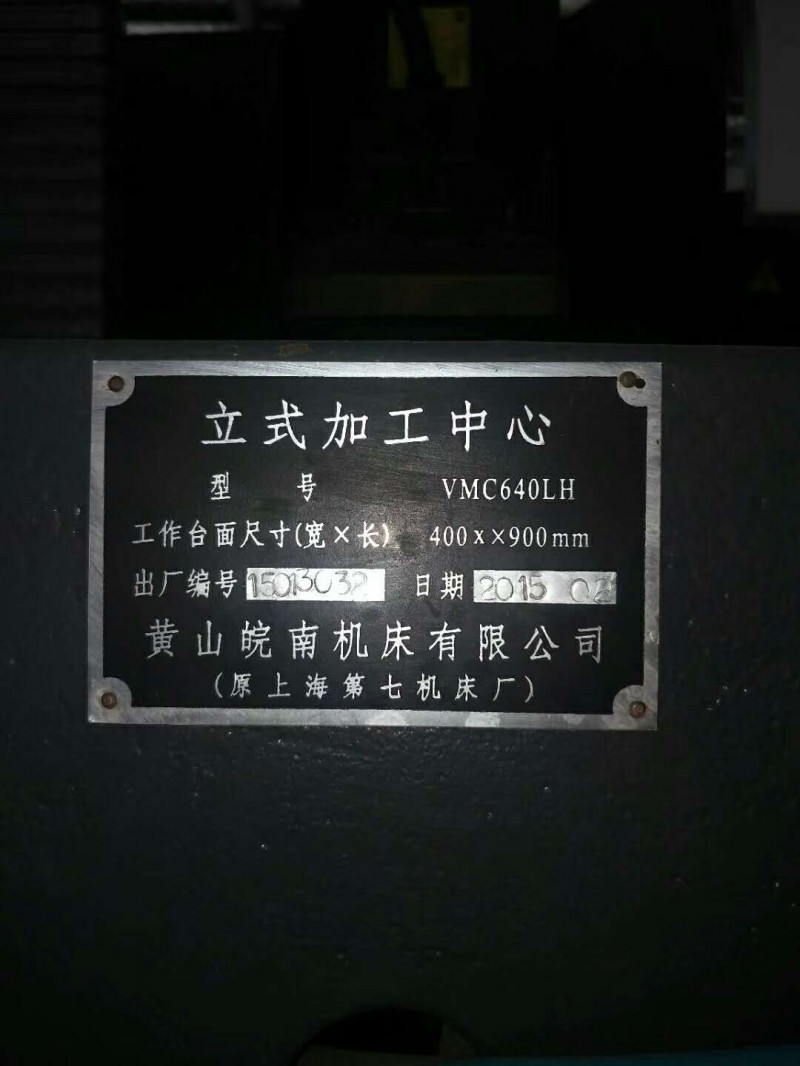 立式加工中心
型 号 VMC640LH
工作台面尺寸(宽×长) 400x×900mm
出厂编号 15013032 日期 2015 02
黄山皖南机床有限公司
(原上海第七机床厂)